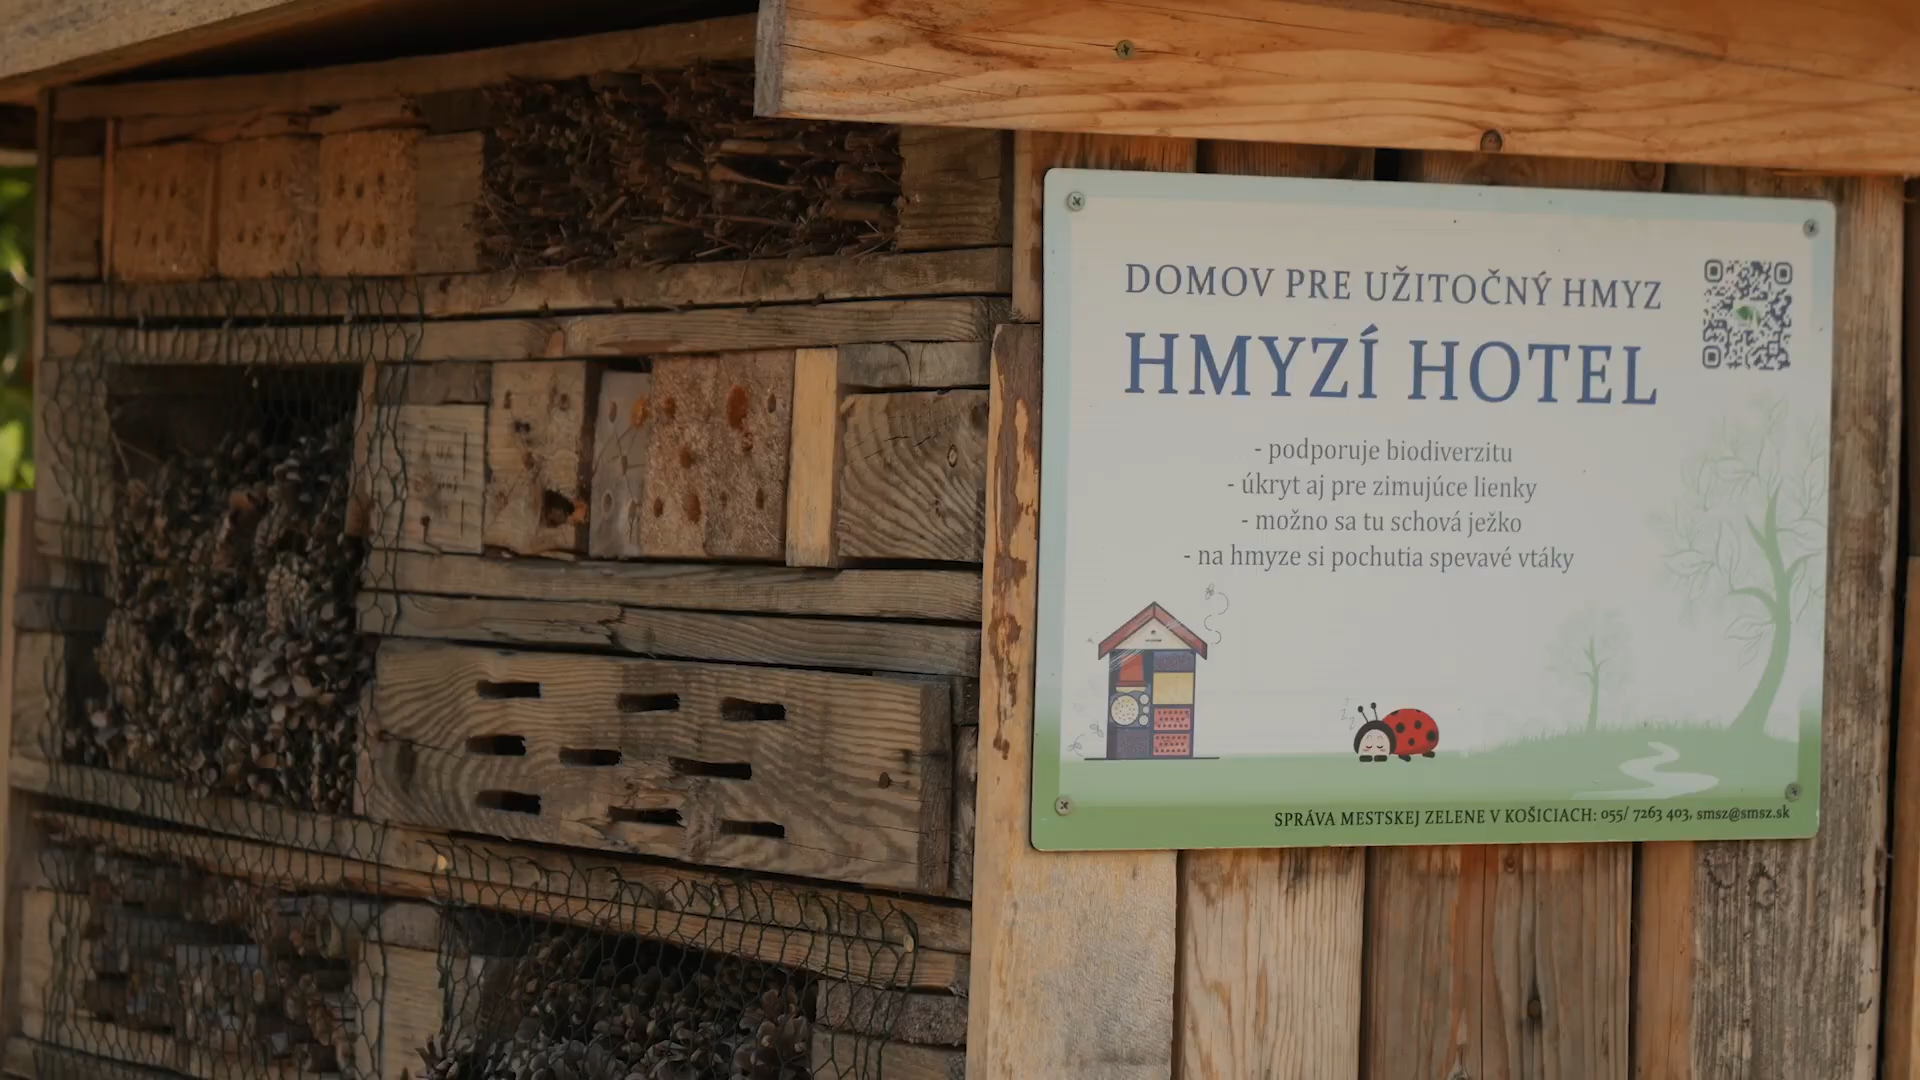 DOMOV PRE UŽITOČNÝ HMYZ
HMYZÍ HOTEL
- podporuje biodiverzitu
- úkryt aj pre zimujúce lienky
- možno sa tu schová ježko
- na hmyze si pochutia spevavé vtáky
SPRÁVA MESTSKEJ ZELENE V KOŠICIACH: 055/ 7263 403, smsz@smsz.sk